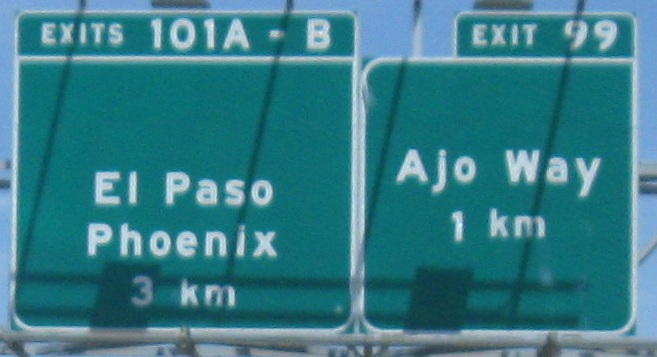 EXITS 101A - B
El Paso
Phoenix
3 km
EXIT 99
Ajo Way
1 km